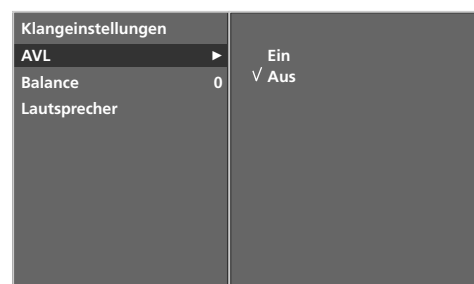 Klangeinstellungen
AVL ►
Balance 0
Lautsprecher
Ein
√ Aus